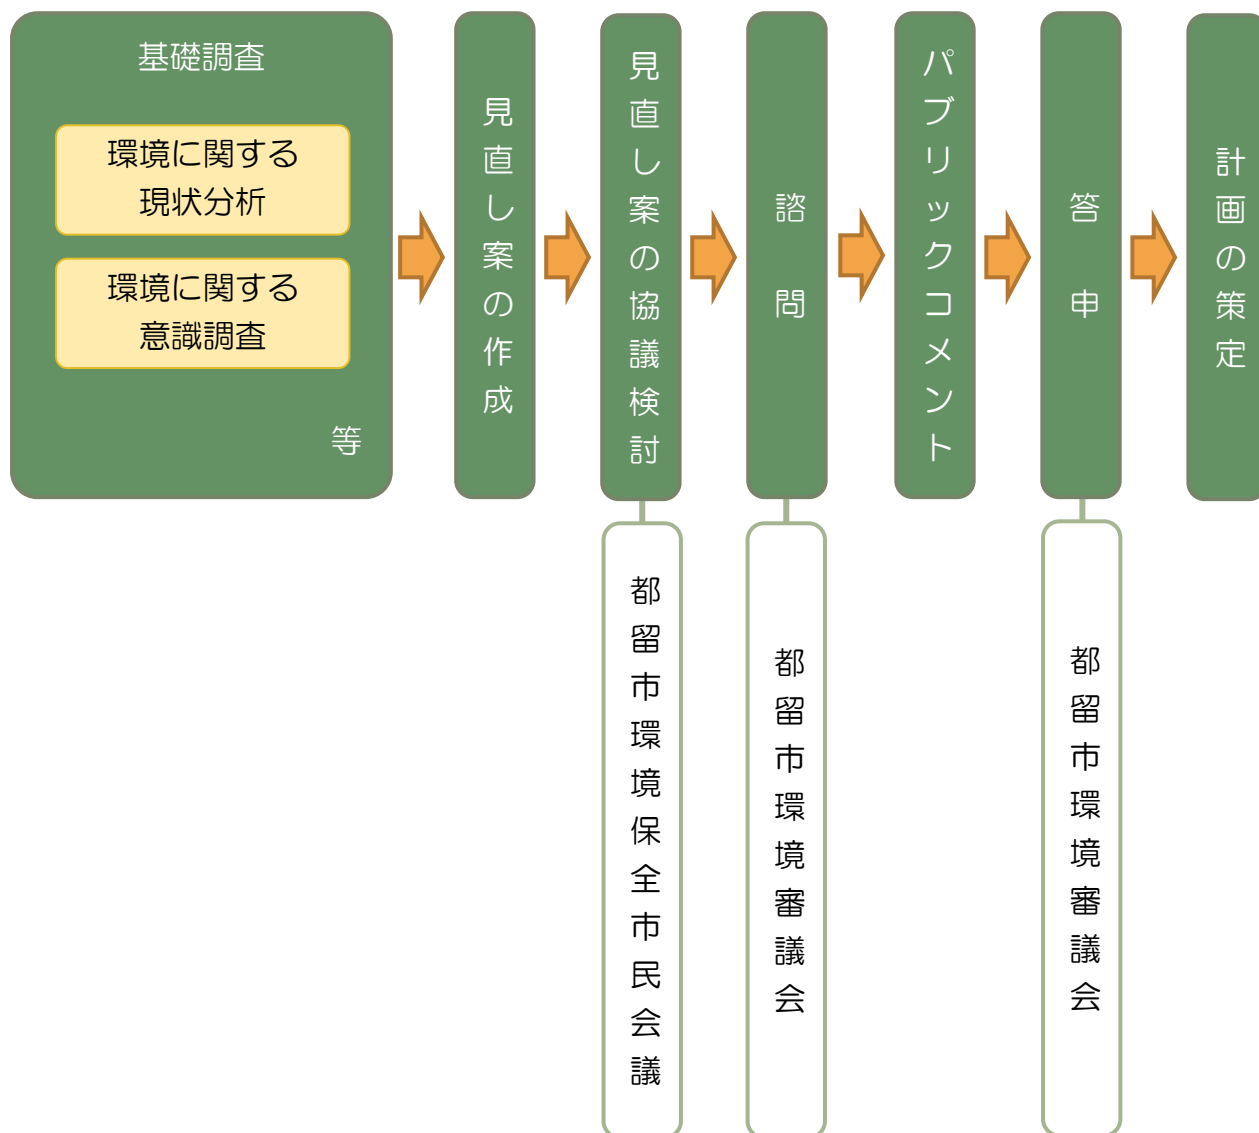 基礎調査
環境に関する
現状分析
環境に関する
意識調査
等
見直し案の作成
見直し案の協議検討
諮問
パブリックコメント
答申
計画の策定
都留市環境保全市民会議
都留市環境審議会
都留市環境審議会